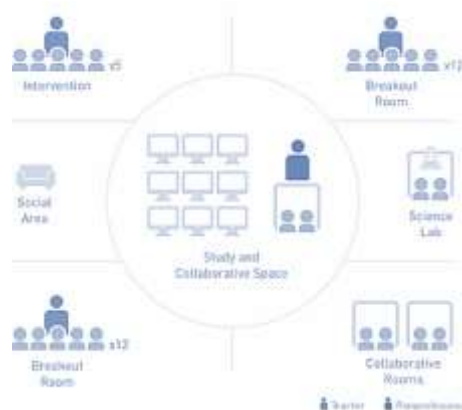 x5
x12
Intervention
Breakout
Room
Social
Area
Science
Lab
Study and
Collaborative Space
x12
Breakout
Room
Collaborative
Rooms
Teacher
Paraprofessional